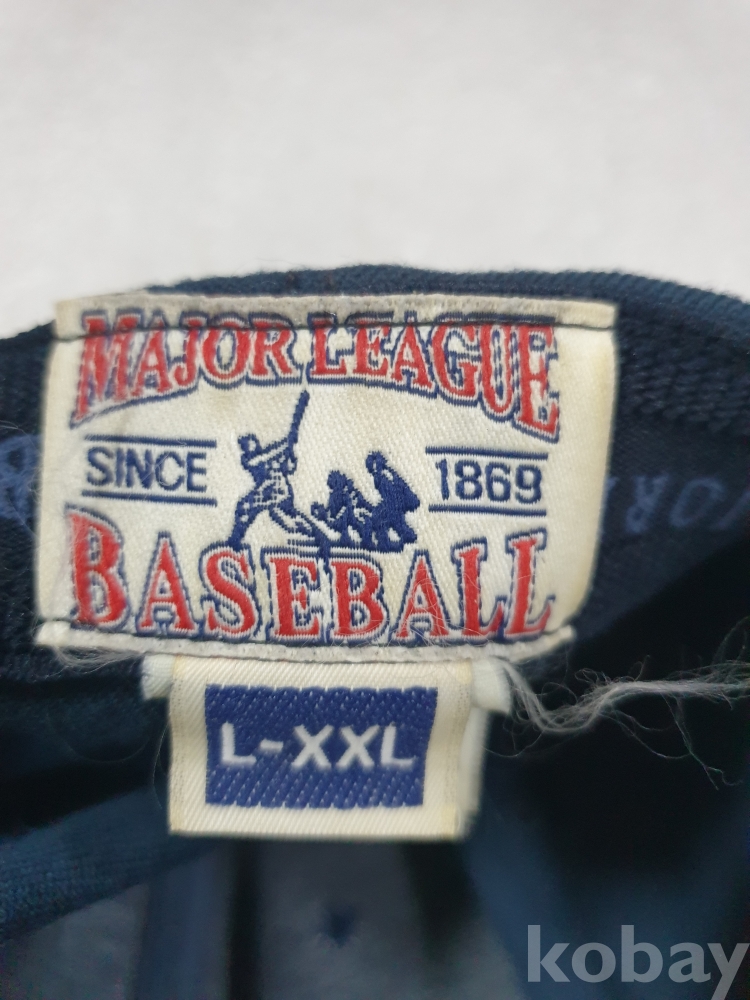 MAJOR LEAGUE
SINCE 1869
BASEBALL
L-XXL
kobay